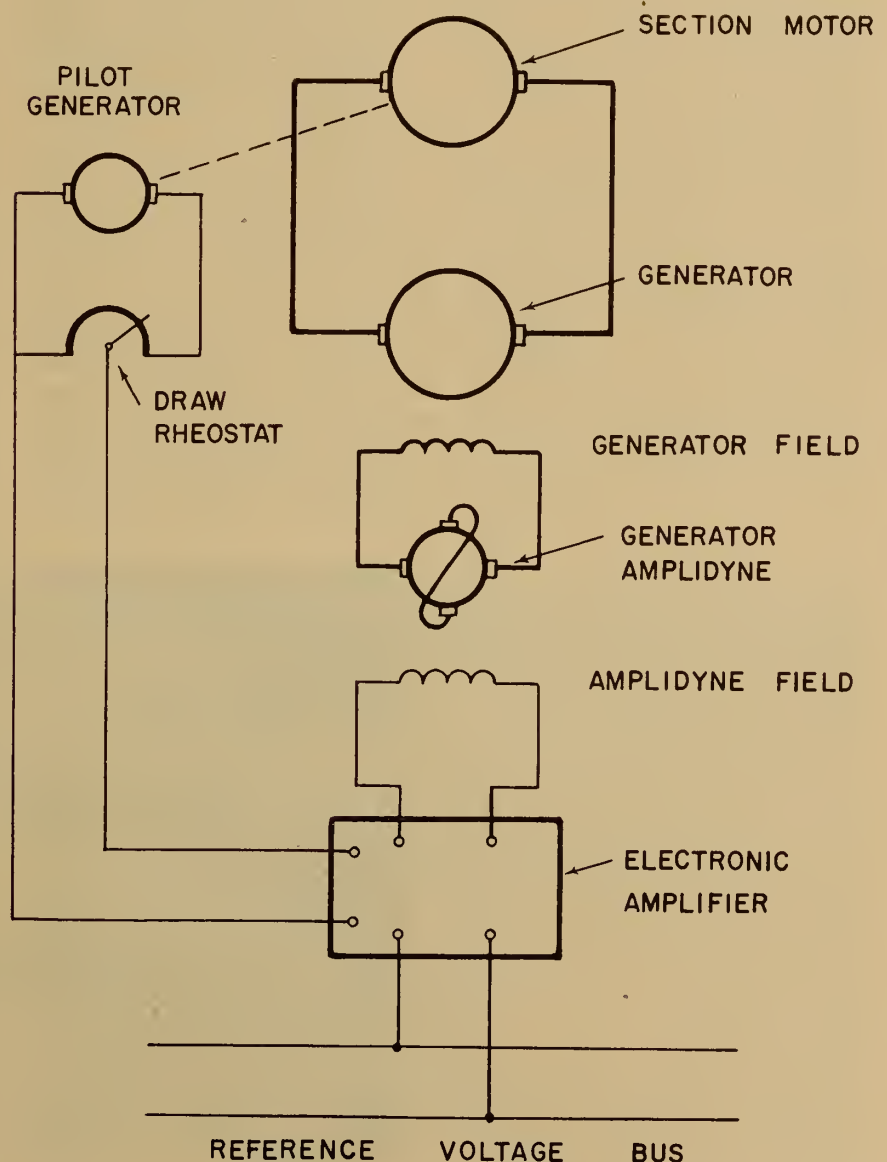 SECTION MOTOR
PILOT
GENERATOR
GENERATOR
DRAW
RHEOSTAT
GENERATOR FIELD
GENERATOR
AMPLIDYNE
AMPLIDYNE FIELD
ELECTRONIC
AMPLIFIER
REFERENCE VOLTAGE BUS